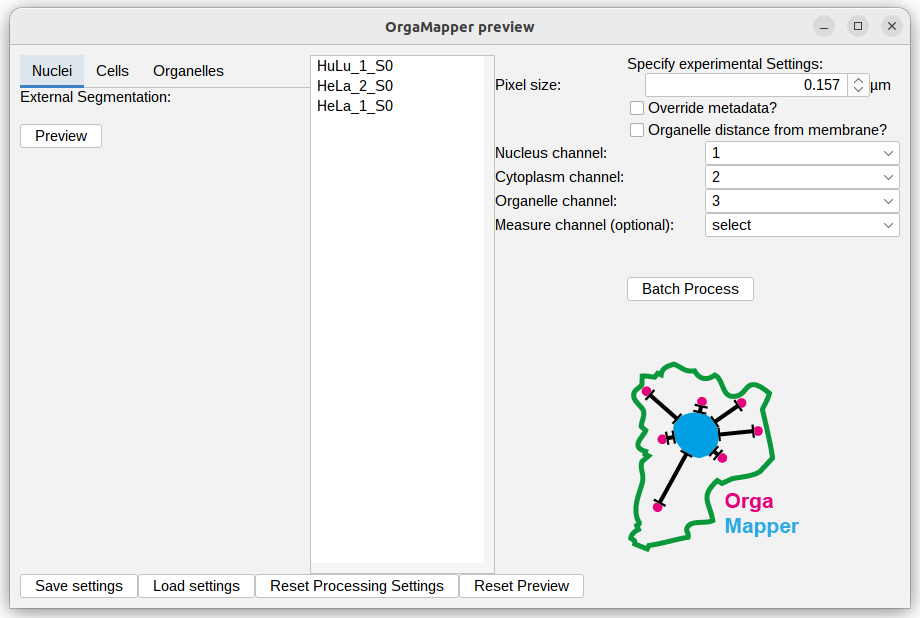 OrgaMapper preview
Nuclei Cells Organelles
External Segmentation:
Preview
HuLu_1_S0
HeLa_2_S0
HeLa_1_S0
Specify experimental Settings:
Pixel size: 0.157 µm
Override metadata?
Organelle distance from membrane?
Nucleus channel: 1
Cytoplasm channel: 2
Organelle channel: 3
Measure channel (optional): select
Batch Process
Orga
Mapper
Save settings Load settings Reset Processing Settings Reset Preview